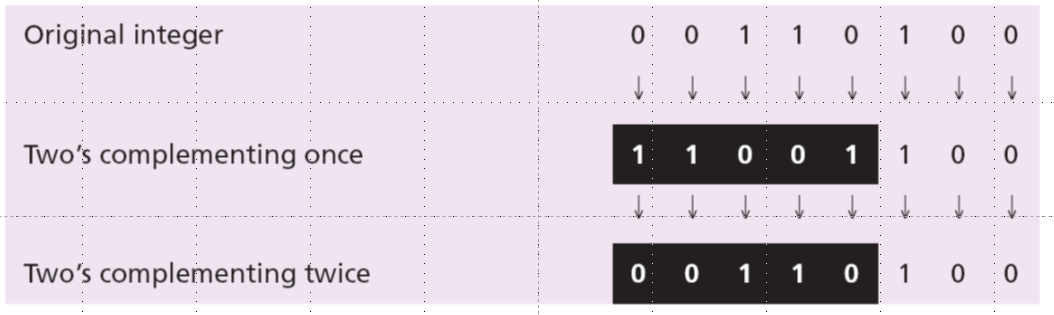 Original integer 0 0 1 1 0 1 0 0
Two's complementing once 1 1 0 0 1 1 0 0
Two's complementing twice 0 0 1 1 0 1 0 0